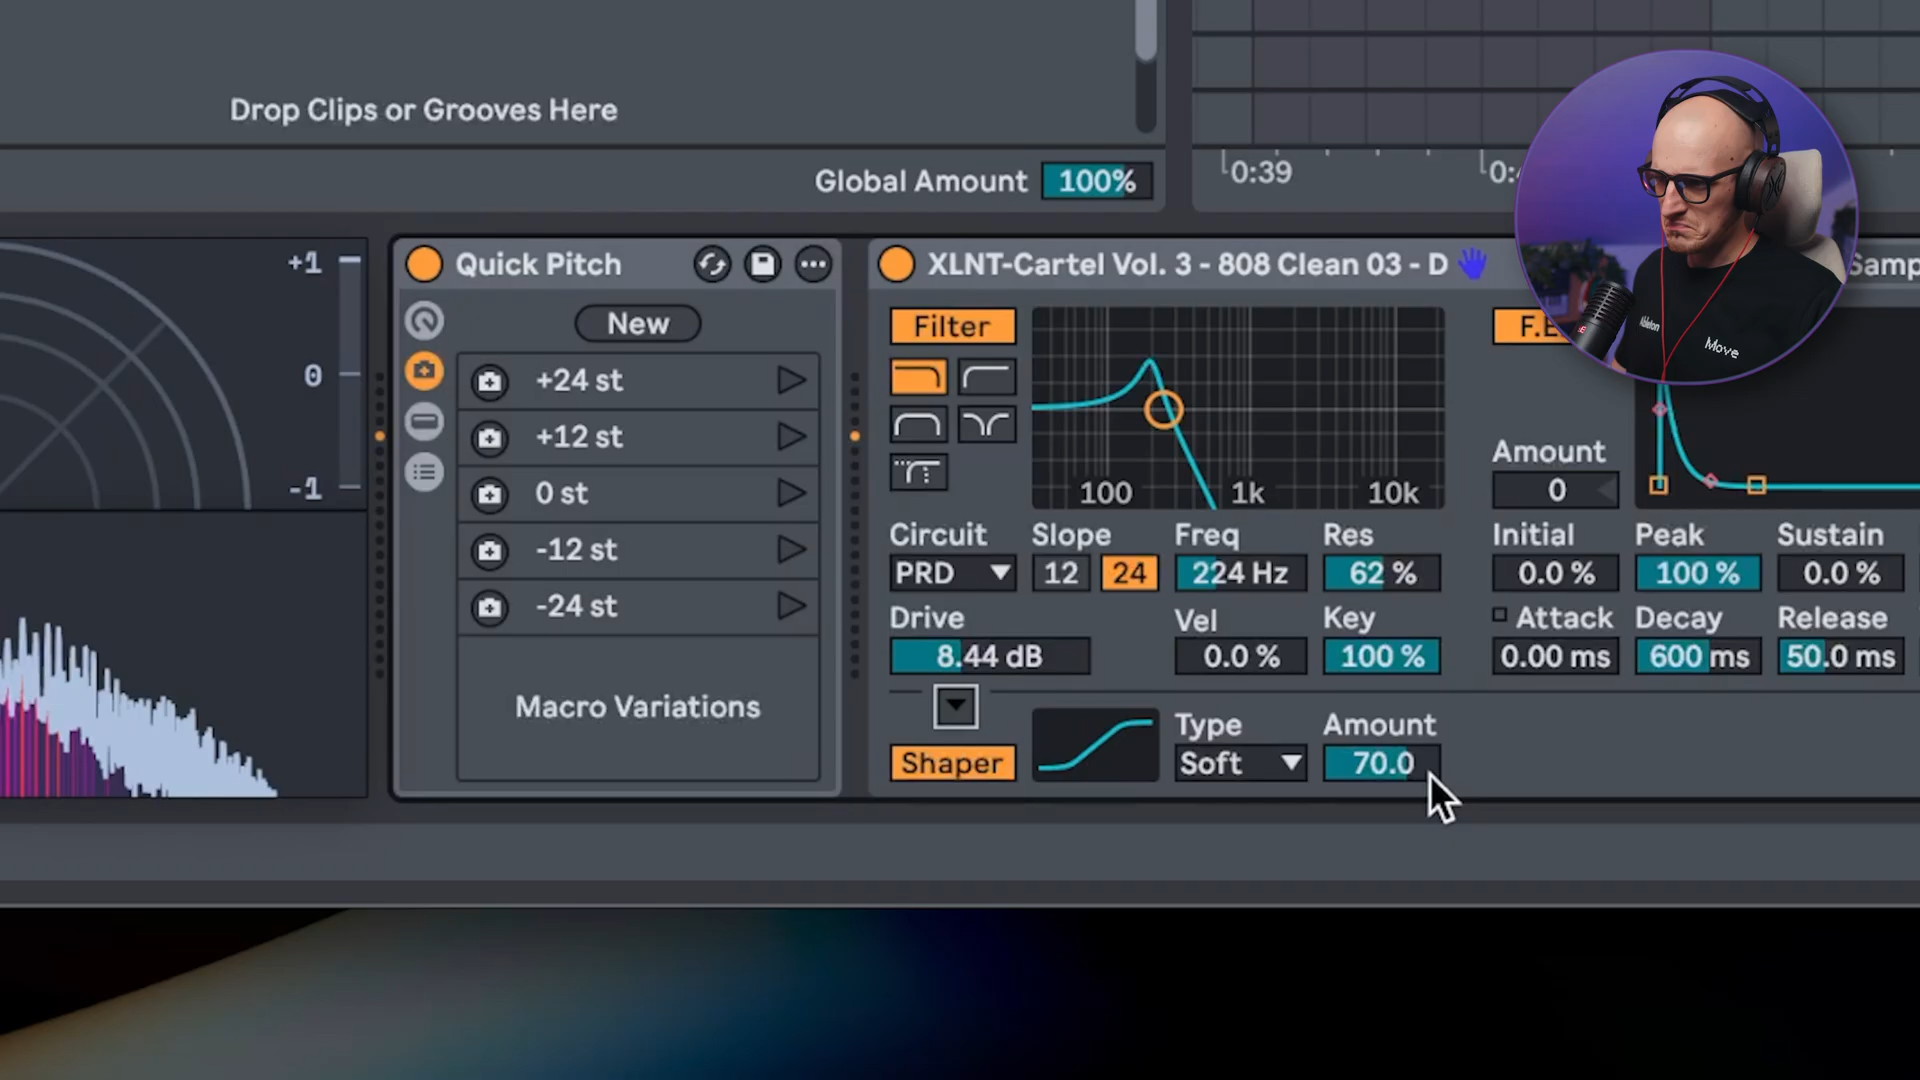 Drop Clips or Grooves Here
Global Amount 100%
0:39
+1
0
-1
Quick Pitch
New
+24 st
+12 st
0 st
-12 st
-24 st
Macro Variations
XLNT-Cartel Vol. 3 - 808 Clean 03 - D
Filter
100 1k 10k
Circuit Slope Freq Res
PRD 12 24 224 Hz 62 %
Drive Vel Key
8.44 dB 0.0 % 100 %
Shaper
Type Amount
Soft 70.0
Amount
0
Initial Peak Sustain
0.0 % 100 % 0.0 %
Attack Decay Release
0.00 ms 600 ms 50.0 ms
Ableton
Move